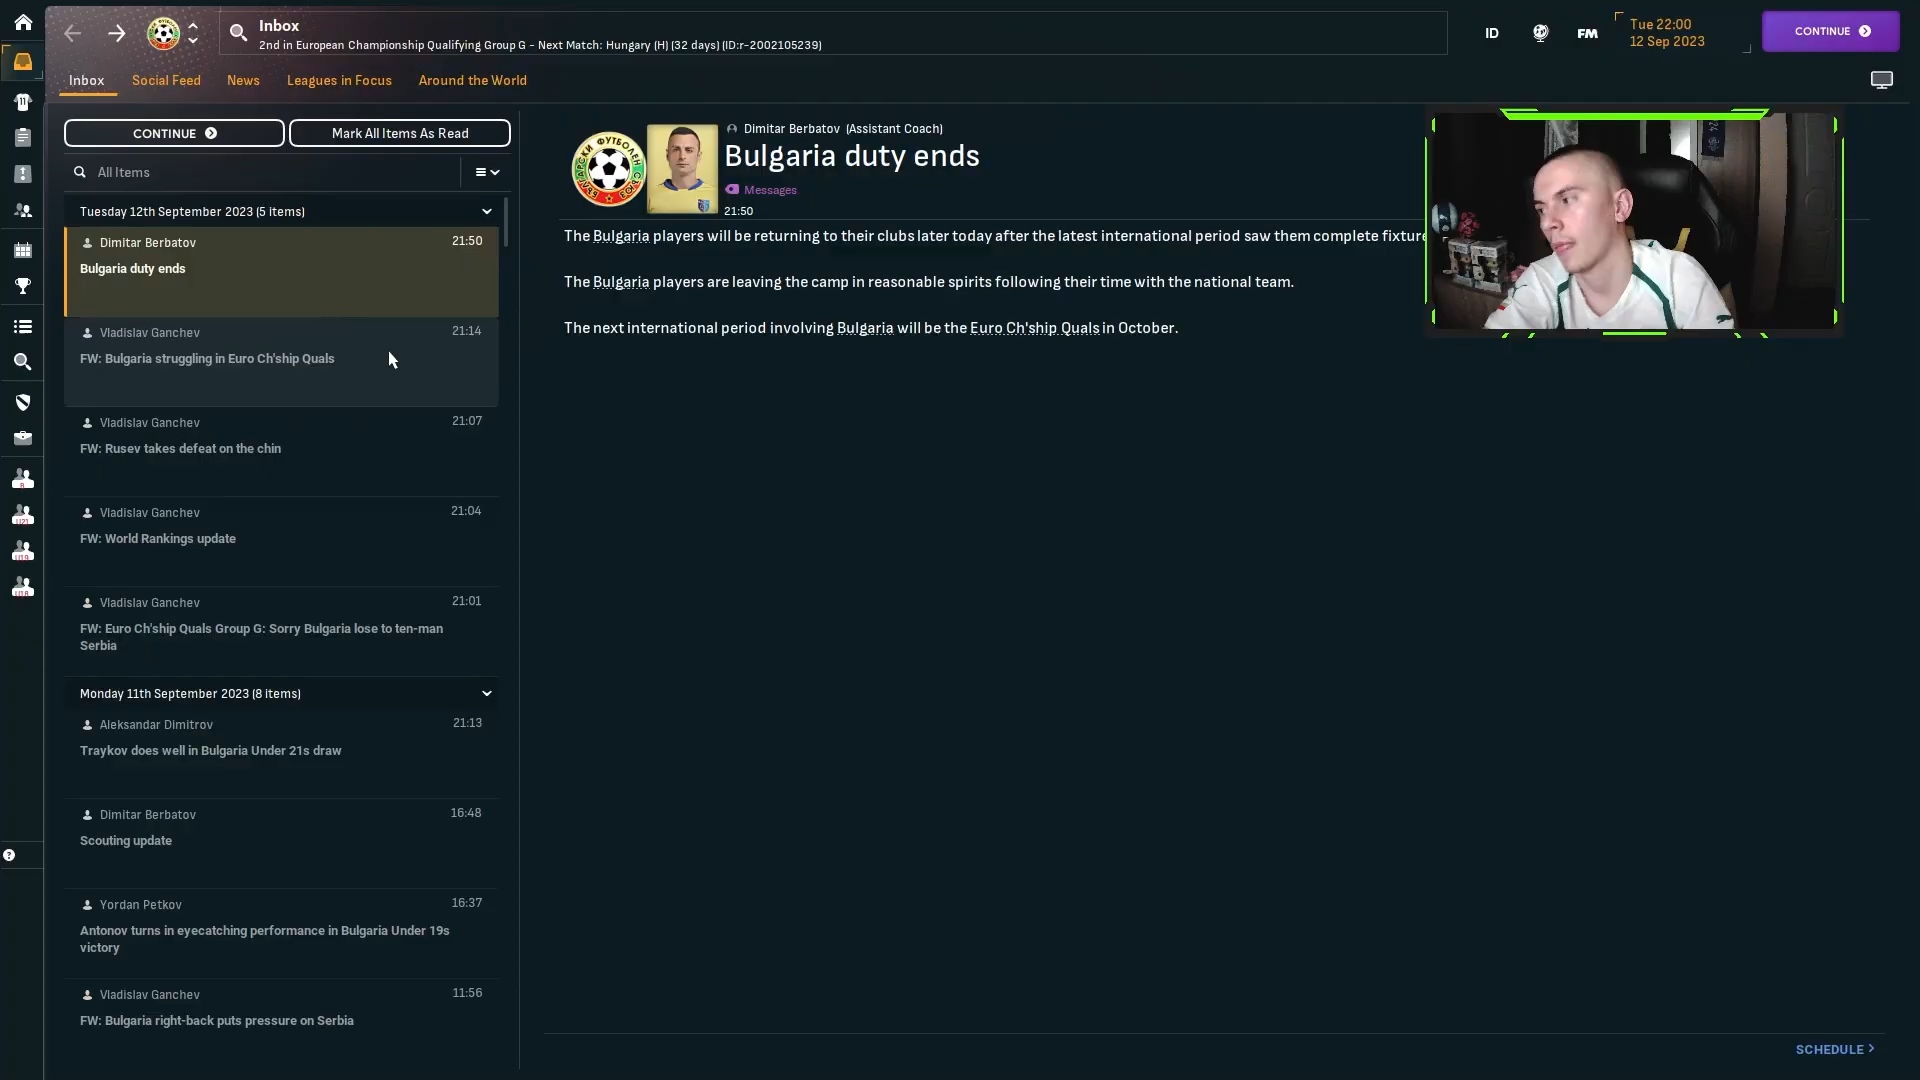 Inbox
2nd in European Championship Qualifying Group G - Next Match: Hungary (H) (32 days) (ID:r-2002105239)
ID
FM
Tue 22:00
12 Sep 2023
CONTINUE
Inbox
Social Feed
News
Leagues in Focus
Around the World
CONTINUE
Mark All Items As Read
All Items
Tuesday 12th September 2023 (5 items)
Dimitar Berbatov
21:50
Bulgaria duty ends
Vladislav Ganchev
21:14
FW: Bulgaria struggling in Euro Ch'ship Quals
Vladislav Ganchev
21:07
FW: Rusev takes defeat on the chin
Vladislav Ganchev
21:04
FW: World Rankings update
Vladislav Ganchev
21:01
FW: Euro Ch'ship Quals Group G: Sorry Bulgaria lose to ten-man
Serbia
Monday 11th September 2023 (8 items)
Aleksandar Dimitrov
21:13
Traykov does well in Bulgaria Under 21s draw
Dimitar Berbatov
16:48
Scouting update
Yordan Petkov
16:37
Antonov turns in eyecatching performance in Bulgaria Under 19s
victory
Vladislav Ganchev
11:56
FW: Bulgaria right-back puts pressure on Serbia
БЪЛГАРСКИ ФУТБОЛЕН СЪЮЗ
Dimitar Berbatov (Assistant Coach)
Bulgaria duty ends
Messages
21:50
The Bulgaria players will be returning to their clubs later today after the latest international period saw them complete fixture
The Bulgaria players are leaving the camp in reasonable spirits following their time with the national team.
The next international period involving Bulgaria will be the Euro Ch'ship Quals in October.
SCHEDULE
11
U21
U19
U18